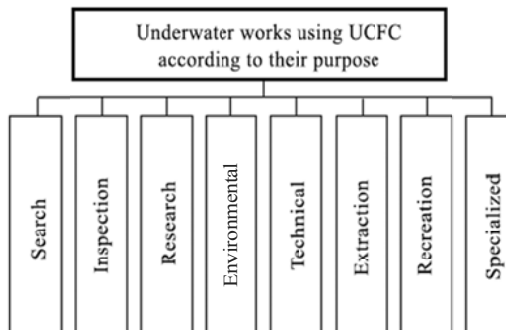 Underwater works using UCFC
according to their purpose
Search
Inspection
Research
Environmental
Technical
Extraction
Recreation
Specialized